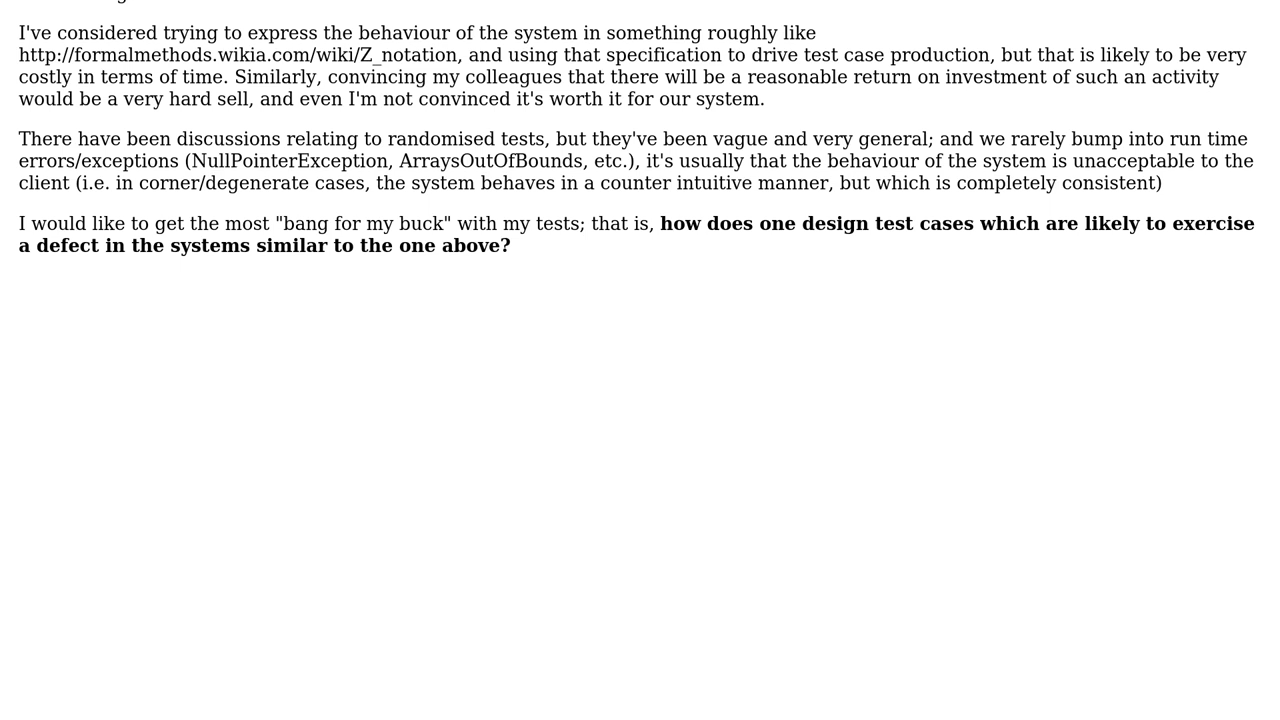 I've considered trying to express the behaviour of the system in something roughly like
http://formalmethods.wikia.com/wiki/Z_notation, and using that specification to drive test case production, but that is likely to be very
costly in terms of time. Similarly, convincing my colleagues that there will be a reasonable return on investment of such an activity
would be a very hard sell, and even I'm not convinced it's worth it for our system.
There have been discussions relating to randomised tests, but they've been vague and very general; and we rarely bump into run time
errors/exceptions (NullPointerException, ArraysOutOfBounds, etc.), it's usually that the behaviour of the system is unacceptable to the
client (i.e. in corner/degenerate cases, the system behaves in a counter intuitive manner, but which is completely consistent)
I would like to get the most "bang for my buck" with my tests; that is, how does one design test cases which are likely to exercise
a defect in the systems similar to the one above?